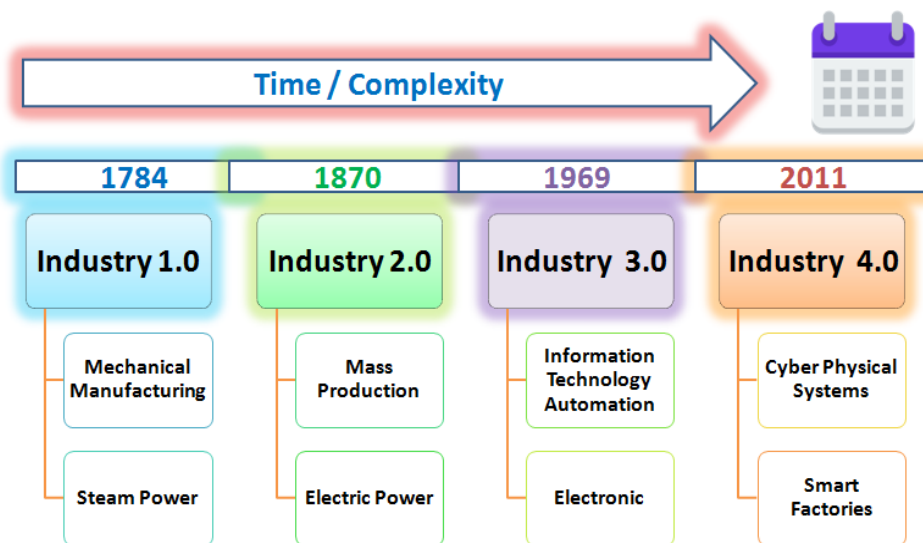 Time / Complexity
1784
1870
1969
2011
Industry 1.0
Industry 2.0
Industry 3.0
Industry 4.0
Mechanical
Manufacturing
Mass
Production
Information
Technology
Automation
Cyber Physical
Systems
Steam Power
Electric Power
Electronic
Smart
Factories